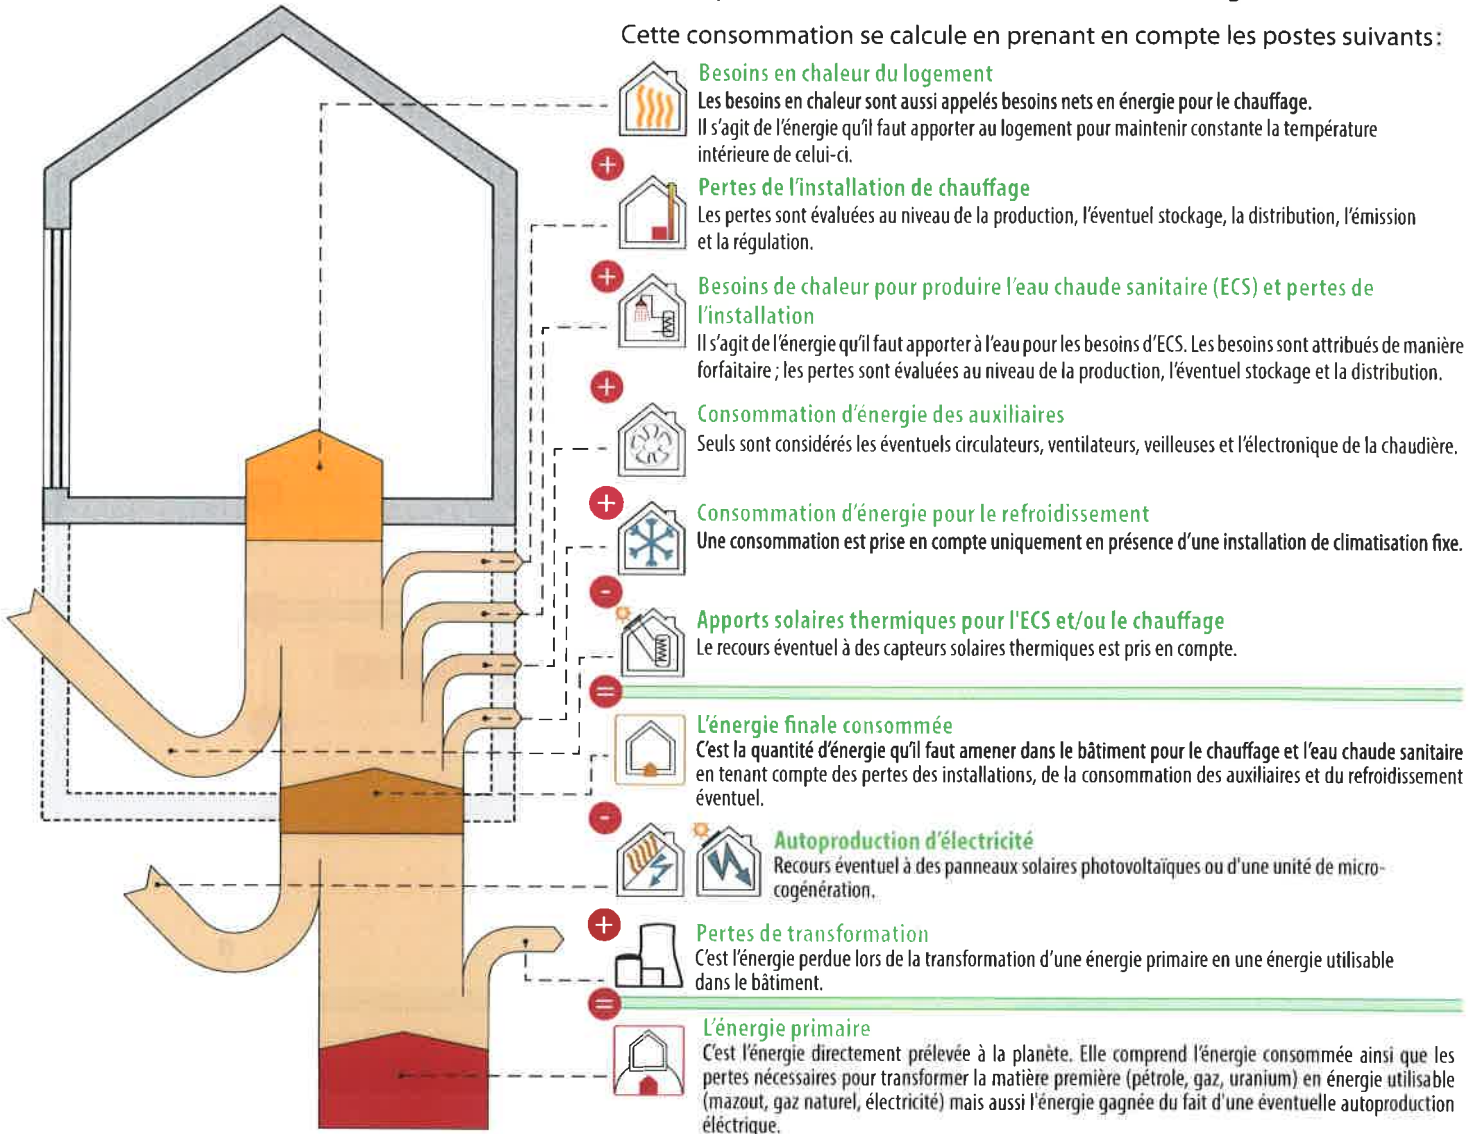 Cette consommation se calcule en prenant en compte les postes suivants :
Besoins en chaleur du logement
Les besoins en chaleur sont aussi appelés besoins nets en énergie pour le chauffage.
Il s'agit de l'énergie qu'il faut apporter au logement pour maintenir constante la température
intérieure de celui-ci.
+
Pertes de l'installation de chauffage
Les pertes sont évaluées au niveau de la production, l'éventuel stockage, la distribution, l'émission
et la régulation.
+
Besoins de chaleur pour produire l'eau chaude sanitaire (ECS) et pertes de
l'installation
Il s'agit de l'énergie qu'il faut apporter à l'eau pour les besoins d'ECS. Les besoins sont attribués de manière
forfaitaire ; les pertes sont évaluées au niveau de la production, l'éventuel stockage et la distribution.
+
Consommation d'énergie des auxiliaires
Seuls sont considérés les éventuels circulateurs, ventilateurs, veilleuses et l'électronique de la chaudière.
+
Consommation d'énergie pour le refroidissement
Une consommation est prise en compte uniquement en présence d'une installation de climatisation fixe.
-
Apports solaires thermiques pour l'ECS et/ou le chauffage
Le recours éventuel à des capteurs solaires thermiques est pris en compte.
=
L'énergie finale consommée
C'est la quantité d'énergie qu'il faut amener dans le bâtiment pour le chauffage et l'eau chaude sanitaire
en tenant compte des pertes des installations, de la consommation des auxiliaires et du refroidissement
éventuel.
-
Autoproduction d'électricité
Recours éventuel à des panneaux solaires photovoltaïques ou d'une unité de micro-
cogénération.
+
Pertes de transformation
C'est l'énergie perdue lors de la transformation d'une énergie primaire en une énergie utilisable
dans le bâtiment.
=
L'énergie primaire
C'est l'énergie directement prélevée à la planète. Elle comprend l'énergie consommée ainsi que les
pertes nécessaires pour transformer la matière première (pétrole, gaz, uranium) en énergie utilisable
(mazout, gaz naturel, électricité) mais aussi l'énergie gagnée du fait d'une éventuelle autoproduction
éléctrique.